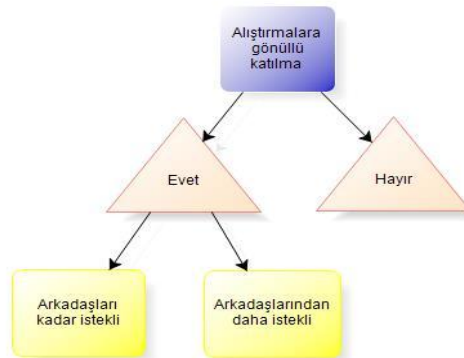 Alıştırmalara
gönüllü
katılma
Evet
Hayır
Arkadaşları
kadar istekli
Arkadaşlarından
daha istekli